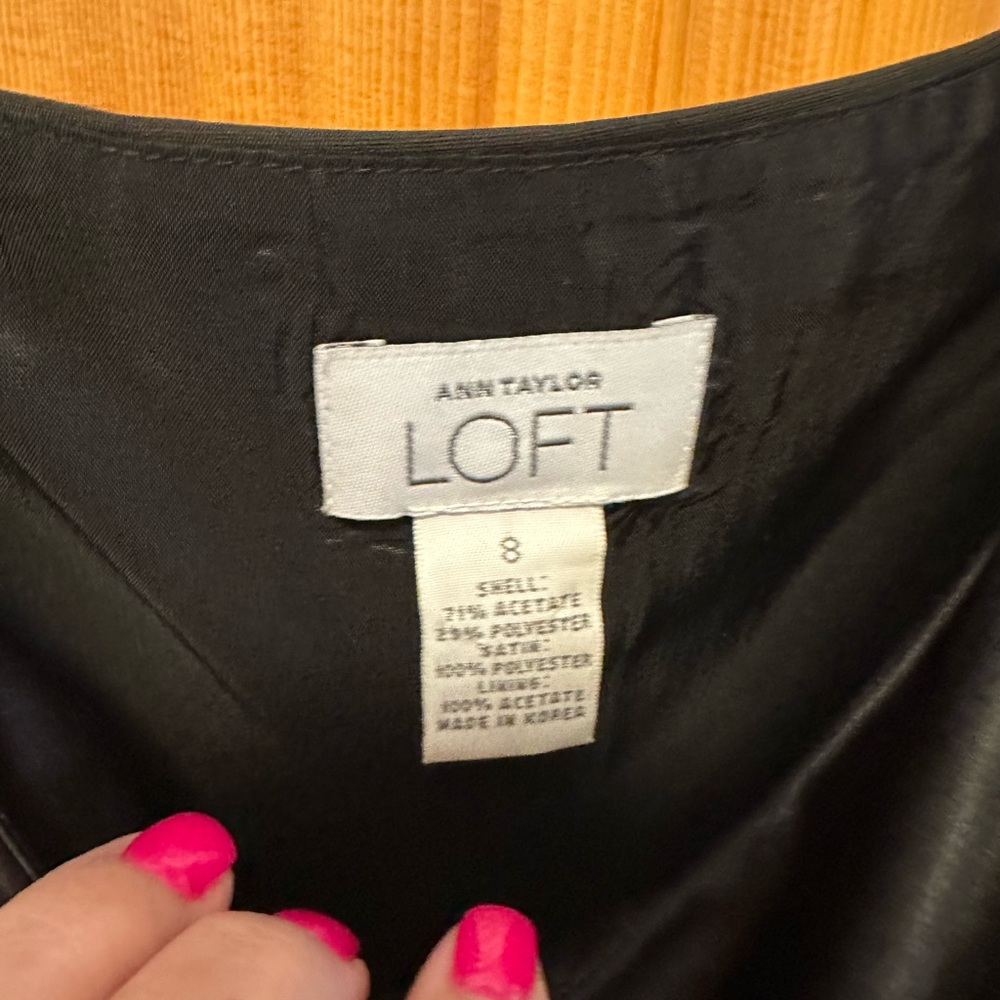 ANN TAYLOR
LOFT
8
SHELL:
71% ACETATE
29% POLYESTER
SATIN:
100% POLYESTER
LINING:
100% ACETATE
MADE IN KOREA